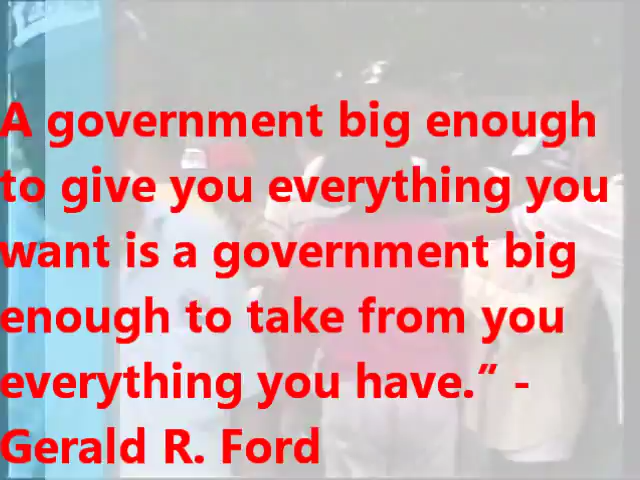 A government big enough
to give you everything you
want is a government big
enough to take from you
everything you have.” -
Gerald R. Ford